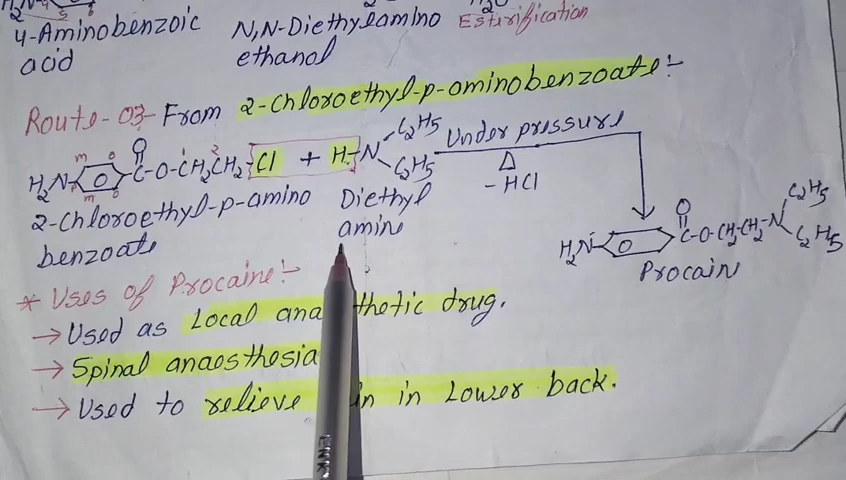 4-Aminobenzoic acid
N,N-Diethylamino ethanol
Esterification
Route-03- From 2-chloroethyl-p-aminobenzoate:-
H₂N- m o m o O C-O-¹CH₂²CH₂-Cl + H-N C₂H₅ C₂H₅ Under pressure Δ -HCl
2-Chloroethyl-p-amino benzoate
Diethyl amine
H₂N- O C-O-CH₂-CH₂-N C₂H₅ C₂H₅
Procain
* Uses of Procaine:-
→ Used as Local ana thetic drug.
→ Spinal anaesthesia
→ Used to relieve in in Lower back.